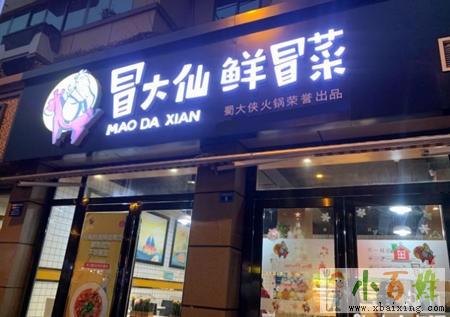 冒大仙 鲜冒菜
MAO DA XIAN
蜀大侠火锅荣誉出品
小百姓
www.xbaixing.com